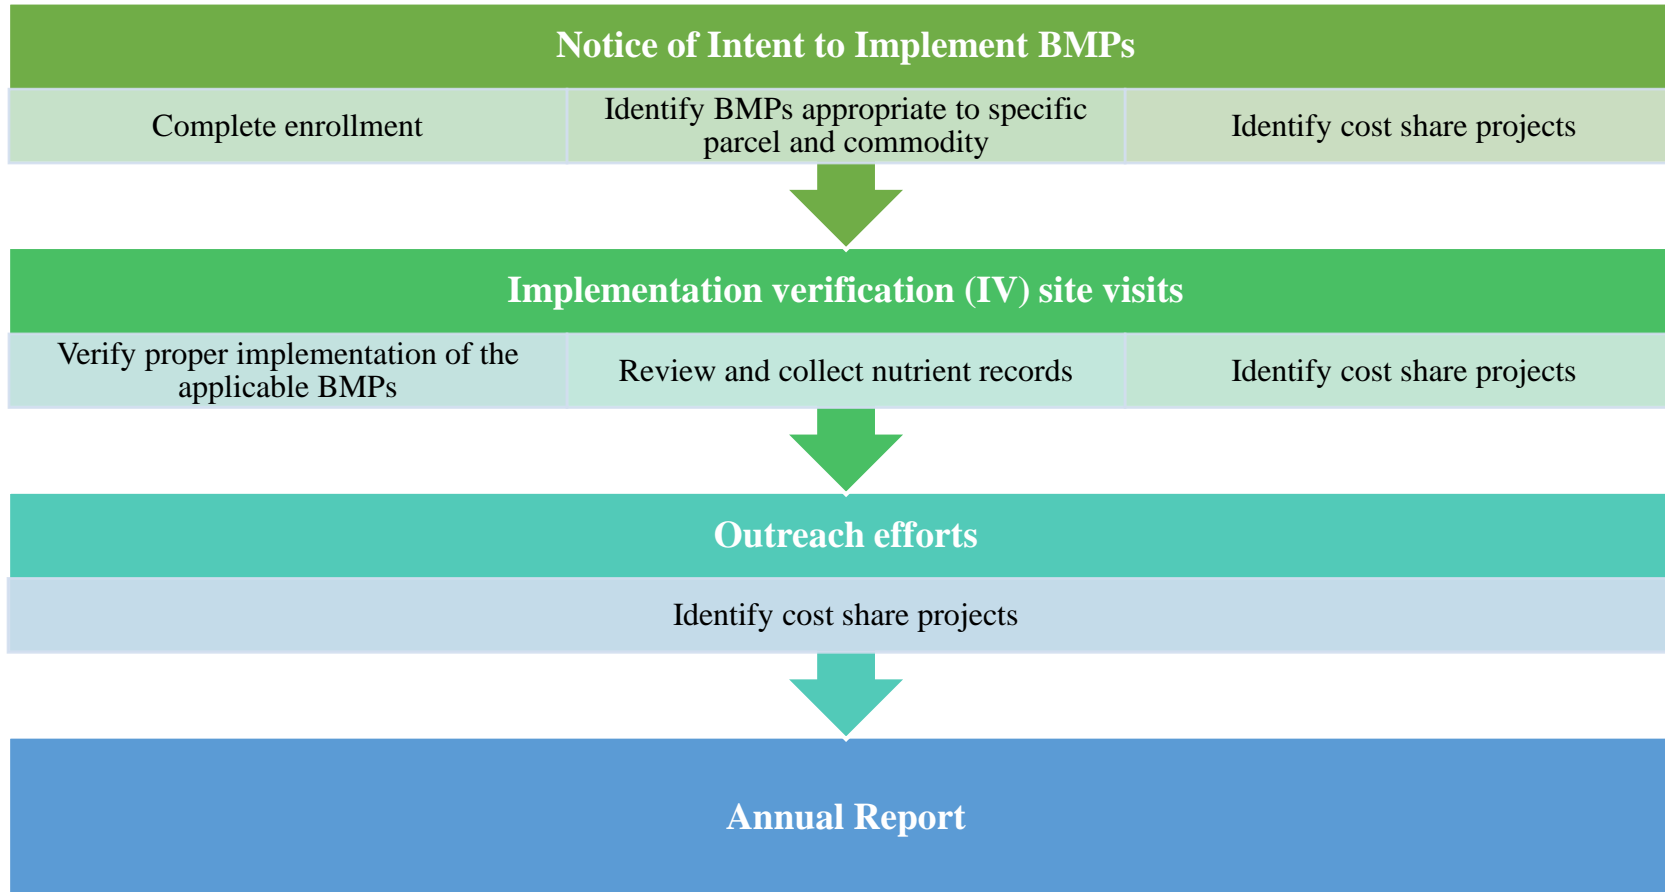 Notice of Intent to Implement BMPs
Complete enrollment
Identify BMPs appropriate to specific
parcel and commodity
Identify cost share projects
Implementation verification (IV) site visits
Verify proper implementation of the
applicable BMPs
Review and collect nutrient records
Identify cost share projects
Outreach efforts
Identify cost share projects
Annual Report